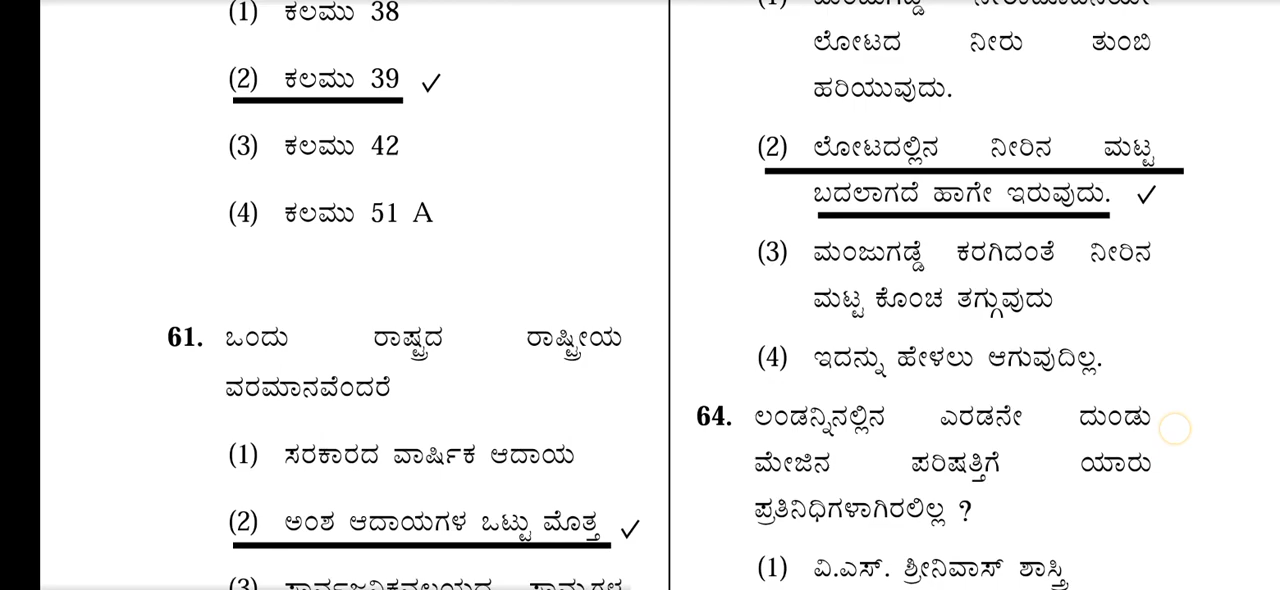 (1) ಕಲಮು 38
(2) ಕಲಮು 39 ✓
(3) ಕಲಮು 42
(4) ಕಲಮು 51 A
61. ಒಂದು ರಾಷ್ಟ್ರದ ರಾಷ್ಟ್ರೀಯ
ವರಮಾನವೆಂದರೆ
(1) ಸರಕಾರದ ವಾರ್ಷಿಕ ಆದಾಯ
(2) ಅಂಶ ಆದಾಯಗಳ ಒಟ್ಟು ಮೊತ್ತ ✓
(3)
ಲೋಟದ ನೀರು ತುಂಬಿ
ಹರಿಯುವುದು.
(2) ಲೋಟದಲ್ಲಿನ ನೀರಿನ ಮಟ್ಟ
ಬದಲಾಗದೆ ಹಾಗೇ ಇರುವುದು. ✓
(3) ಮಂಜುಗಡ್ಡೆ ಕರಗಿದಂತೆ ನೀರಿನ
ಮಟ್ಟ ಕೊಂಚ ತಗ್ಗುವುದು
(4) ಇದನ್ನು ಹೇಳಲು ಆಗುವುದಿಲ್ಲ.
64. ಲಂಡನ್ನಿನಲ್ಲಿನ ಎರಡನೇ ದುಂಡು
ಮೇಜಿನ ಪರಿಷತ್ತಿಗೆ ಯಾರು
ಪ್ರತಿನಿಧಿಗಳಾಗಿರಲಿಲ್ಲ ?
(1) ವಿ.ಎಸ್. ಶ್ರೀನಿವಾಸ್ ಶಾಸ್ತ್ರಿ